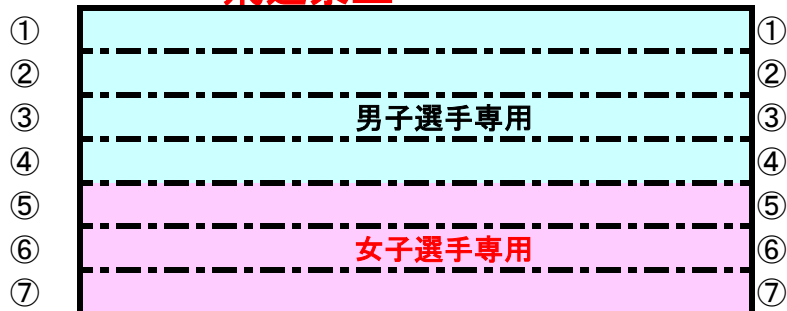 ① ①
② ②
③ 男子選手専用 ③
④ ④
⑤ ⑤
⑥ 女子選手専用 ⑥
⑦ ⑦